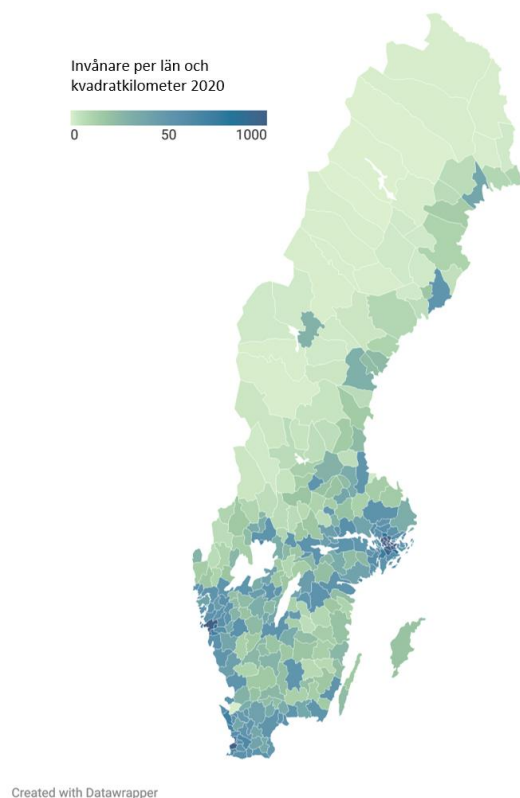 Invånare per län och
kvadratkilometer 2020
0 50 1000
Created with Datawrapper